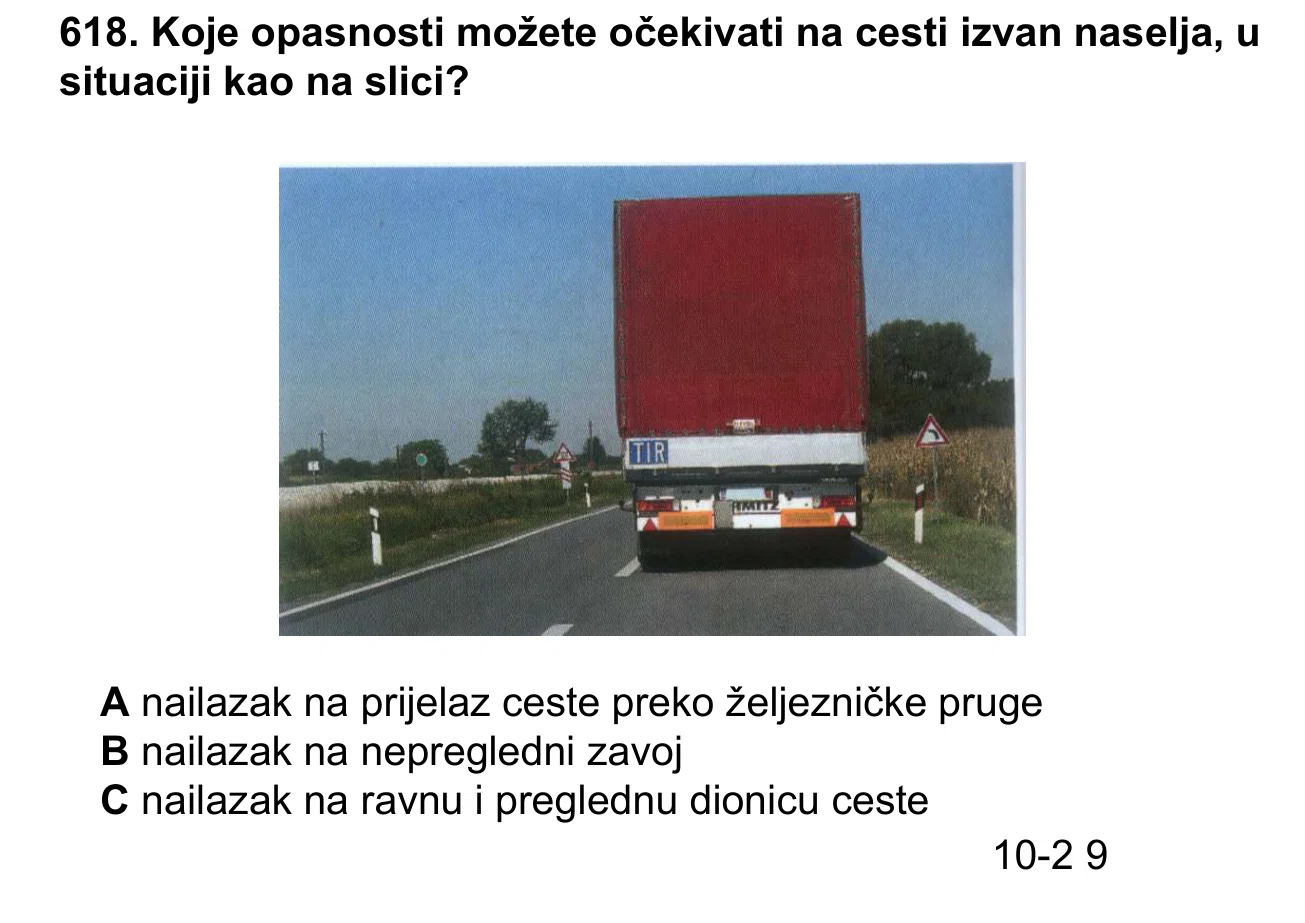 618. Koje opasnosti možete očekivati na cesti izvan naselja, u
situaciji kao na slici?
TIR
HMITZ
A nailazak na prijelaz ceste preko željezničke pruge
B nailazak na nepregledni zavoj
C nailazak na ravnu i preglednu dionicu ceste
10-2 9